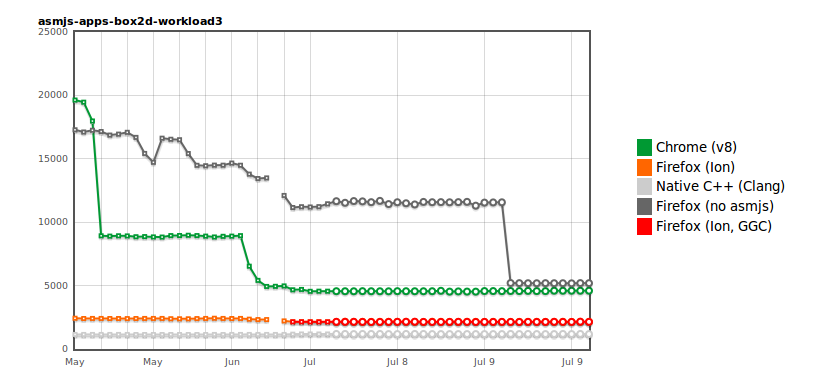 asmjs-apps-box2d-workload3
25000
20000
15000
10000
5000
0
May May Jun Jul Jul 8 Jul 9 Jul 9
Chrome (v8)
Firefox (Ion)
Native C++ (Clang)
Firefox (no asmjs)
Firefox (Ion, GGC)